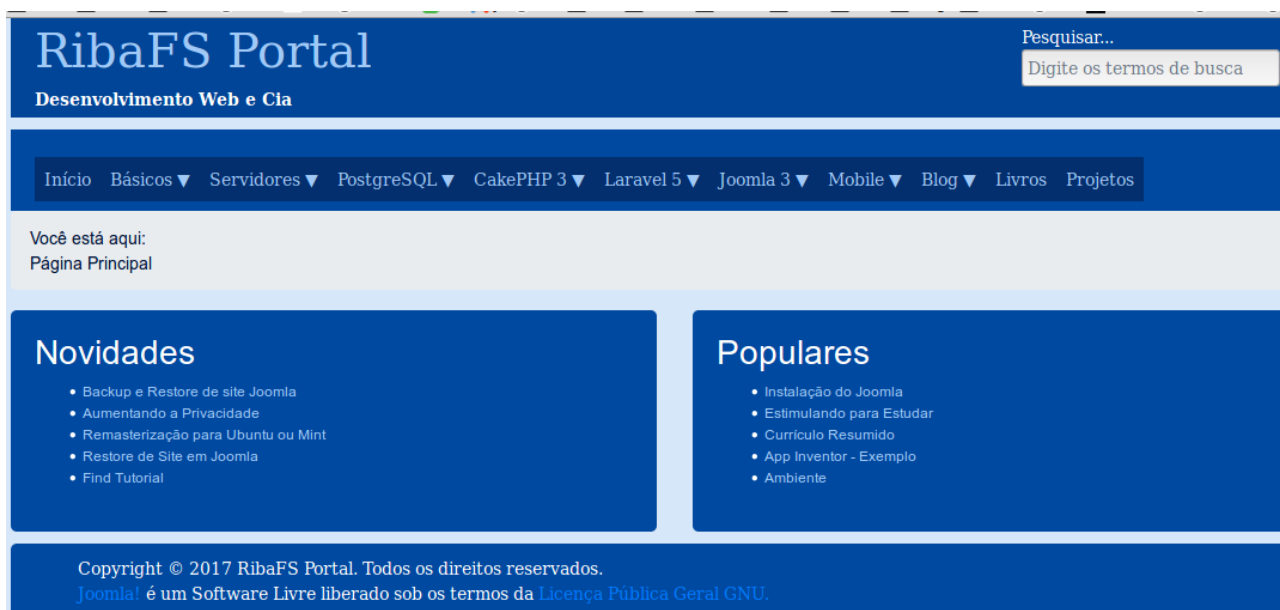 RibaFS Portal
Desenvolvimento Web e Cia
Pesquisar...
Digite os termos de busca
Início Básicos ▼ Servidores ▼ PostgreSQL ▼ CakePHP 3 ▼ Laravel 5 ▼ Joomla 3 ▼ Mobile ▼ Blog ▼ Livros Projetos
Você está aqui:
Página Principal
Novidades
• Backup e Restore de site Joomla
• Aumentando a Privacidade
• Remasterização para Ubuntu ou Mint
• Restore de Site em Joomla
• Find Tutorial
Populares
• Instalação do Joomla
• Estimulando para Estudar
• Currículo Resumido
• App Inventor - Exemplo
• Ambiente
Copyright © 2017 RibaFS Portal. Todos os direitos reservados.
Joomla! é um Software Livre liberado sob os termos da Licença Pública Geral GNU.